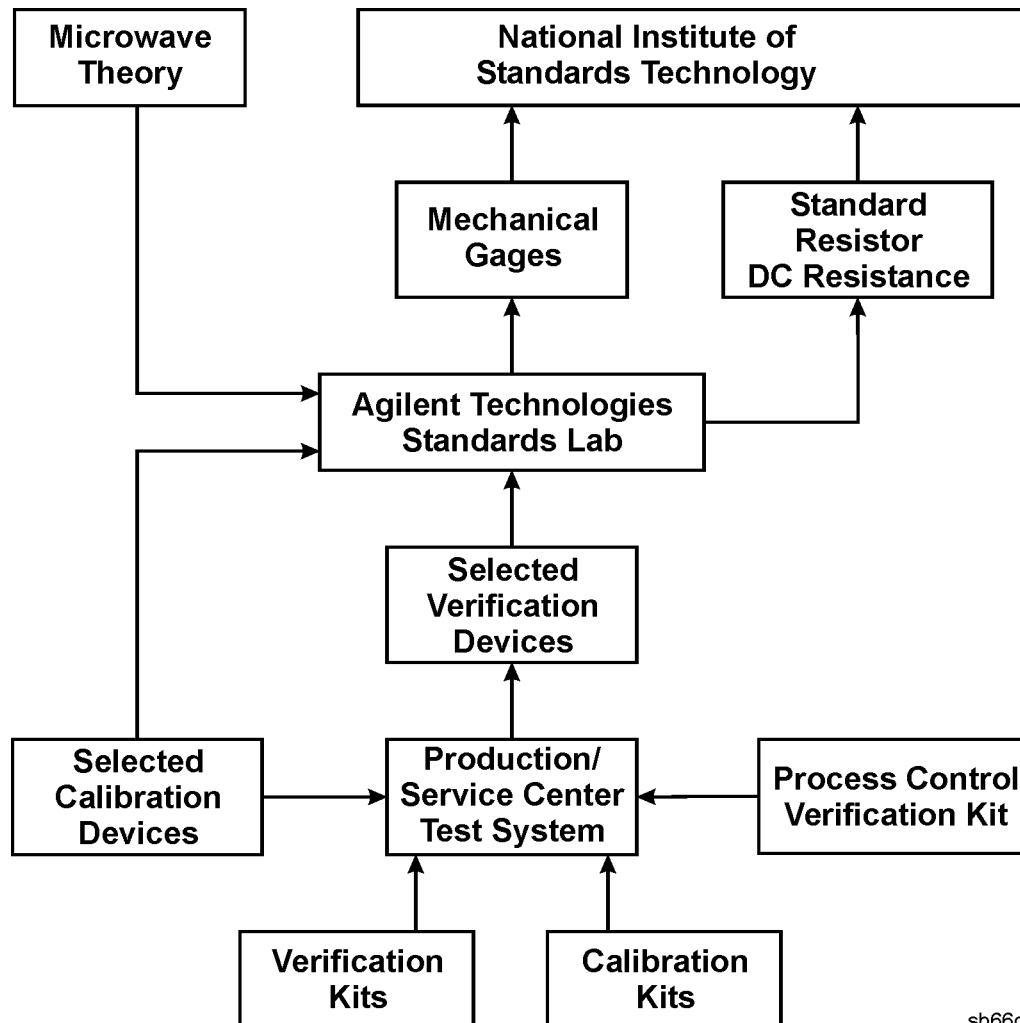 Microwave
Theory
National Institute of
Standards Technology
Mechanical
Gages
Standard
Resistor
DC Resistance
Agilent Technologies
Standards Lab
Selected
Verification
Devices
Selected
Calibration
Devices
Production/
Service Center
Test System
Process Control
Verification Kit
Verification
Kits
Calibration
Kits